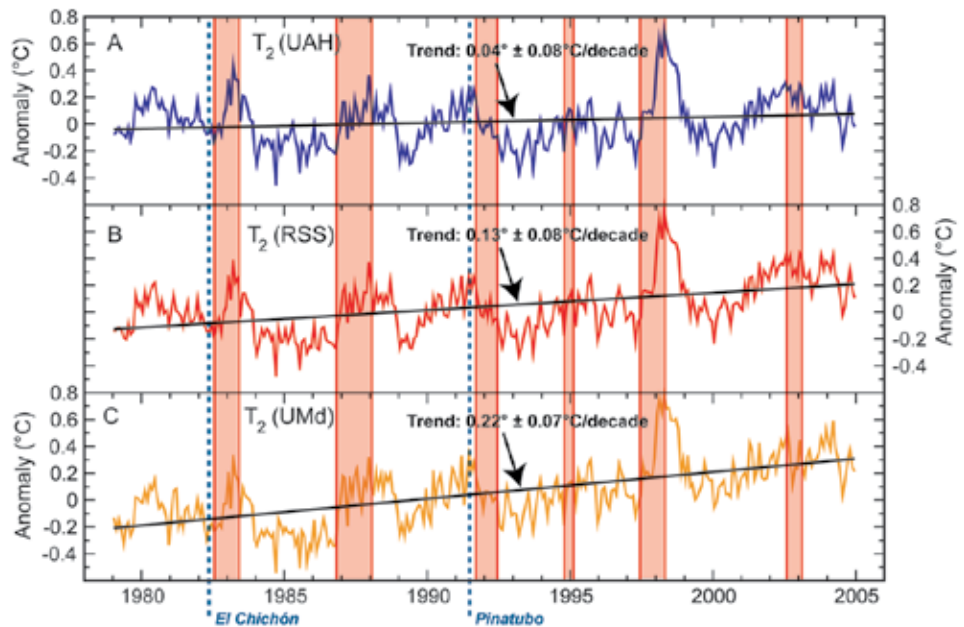 A
T2 (UAH)
Trend: 0.04° ± 0.08°C/decade
Anomaly (°C)
0.8
0.6
0.4
0.2
0
-0.2
-0.4
B
T2 (RSS)
Trend: 0.13° ± 0.08°C/decade
Anomaly (°C)
0.8
0.6
0.4
0.2
0
-0.2
-0.4
C
T2 (UMd)
Trend: 0.22° ± 0.07°C/decade
Anomaly (°C)
0.8
0.6
0.4
0.2
0
-0.2
-0.4
1980 1985 1990 1995 2000 2005
El Chichón Pinatubo